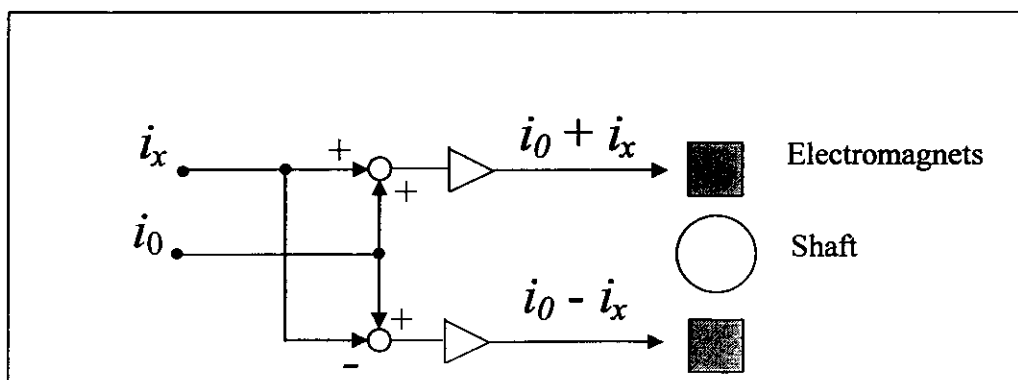 i_x + i_0 + i_x Electromagnets
+
i_0 Shaft
+ i_0 - i_x
-